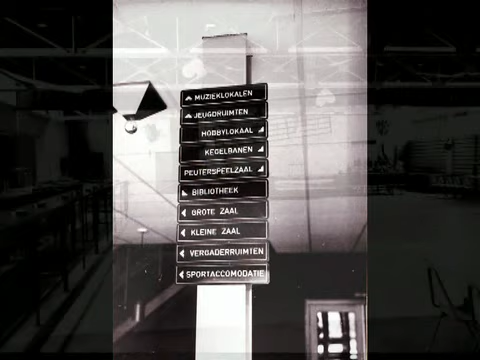 MUZIEKLOKALEN
JEUGDRUIMTEN
HOBBYLOKAAL
KEGELBANEN
PEUTERSPEELZAAL
BIBLIOTHEEK
GROTE ZAAL
KLEINE ZAAL
VERGADERRUIMTEN
SPORTACCOMODATIE